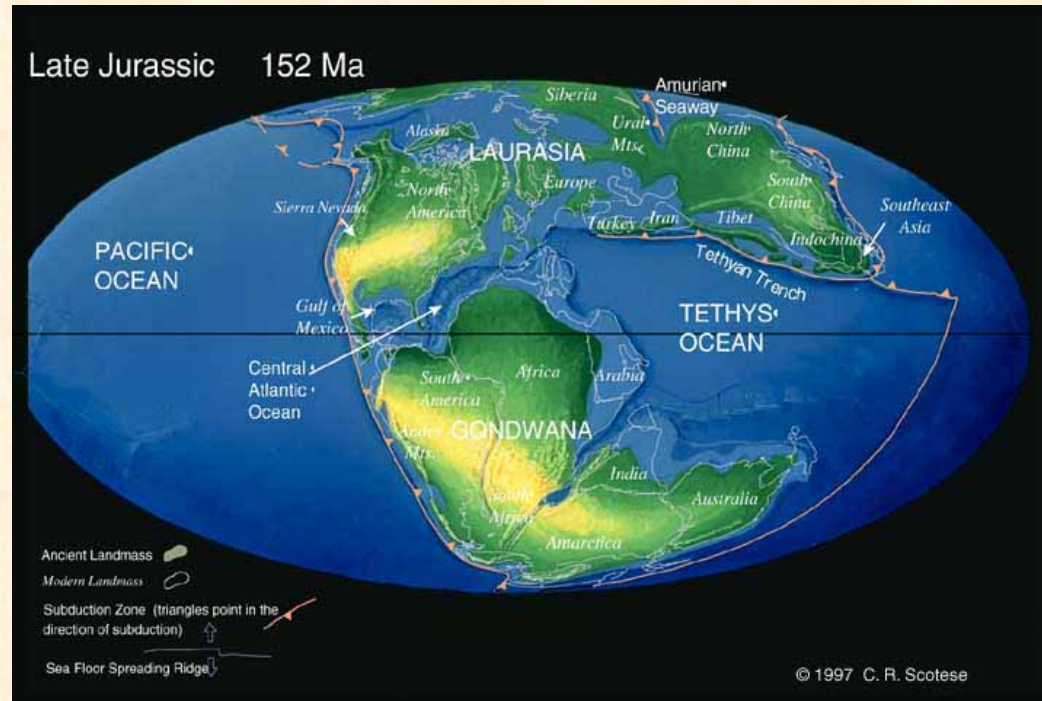 Late Jurassic 152 Ma
Amurian
Seaway
Siberia
Ural
Mts.
North
China
Alaska
LAURASIA
Europe
North
America
South
China
Southeast
Asia
Sierra Nevada
Turkey
Iran
Tibet
Indochina
PACIFIC
OCEAN
Tethyan Trench
Gulf of
Mexico
TETHYS
OCEAN
Central
Atlantic
Ocean
South
America
Africa
Arabia
Andes
Mts.
GONDWANA
India
South
Africa
Australia
Antarctica
Ancient Landmass
Modern Landmass
Subduction Zone (triangles point in the
direction of subduction)
Sea Floor Spreading Ridge
© 1997 C. R. Scotese